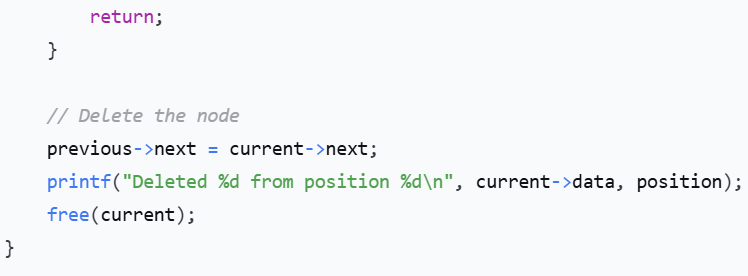 return;
    }

    // Delete the node
    previous->next = current->next;
    printf("Deleted %d from position %d\n", current->data, position);
    free(current);
}